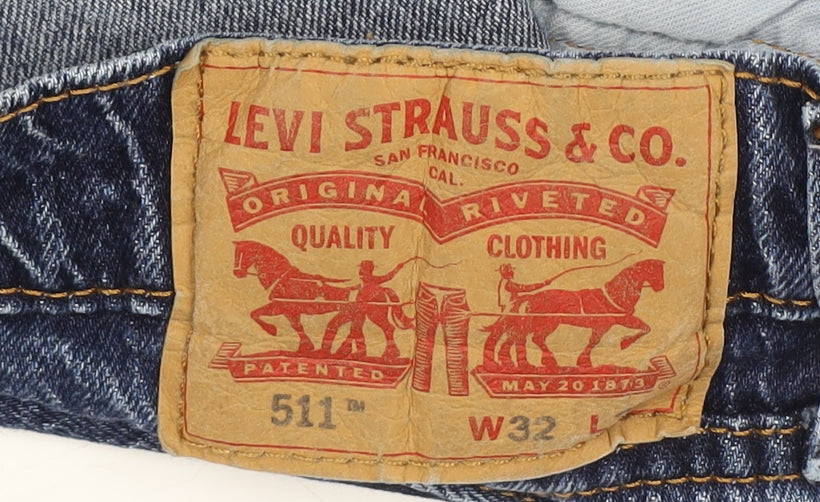 LEVI STRAUSS & CO.
SAN FRANCISCO
CAL.
ORIGINAL RIVETED
QUALITY CLOTHING
PATENTED MAY 20 1873 ®
511™ W32 L